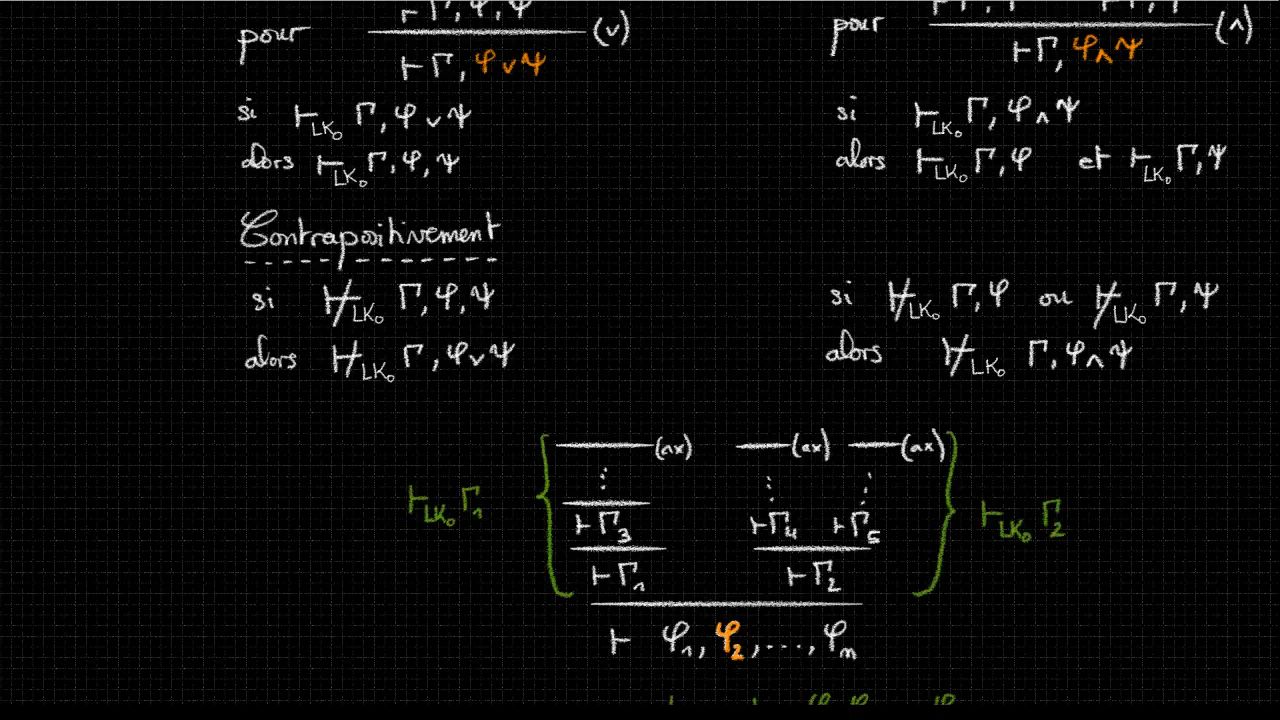 pour ⊢Γ, φ, ψ (∨)
⊢Γ, φ∨ψ
si ⊢LK₀ Γ, φ∨ψ
alors ⊢LK₀ Γ, φ, ψ
pour (∧)
⊢Γ, φ∧ψ
si ⊢LK₀ Γ, φ∧ψ
alors ⊢LK₀ Γ, φ et ⊢LK₀ Γ, ψ
Contrapositivement
si ⊬LK₀ Γ, φ, ψ
alors ⊬LK₀ Γ, φ∨ψ
si ⊬LK₀ Γ, φ ou ⊬LK₀ Γ, ψ
alors ⊬LK₀ Γ, φ∧ψ
(ax) (ax) (ax)
⊢LK₀ Γ₁ { ⋮ ⋮ ⋮ } ⊢LK₀ Γ₂
⊢Γ₃ ⊢Γ₄ ⊢Γ₅
⊢Γ₁ ⊢Γ₂
⊢ φ₁, φ₂, ..., φₙ